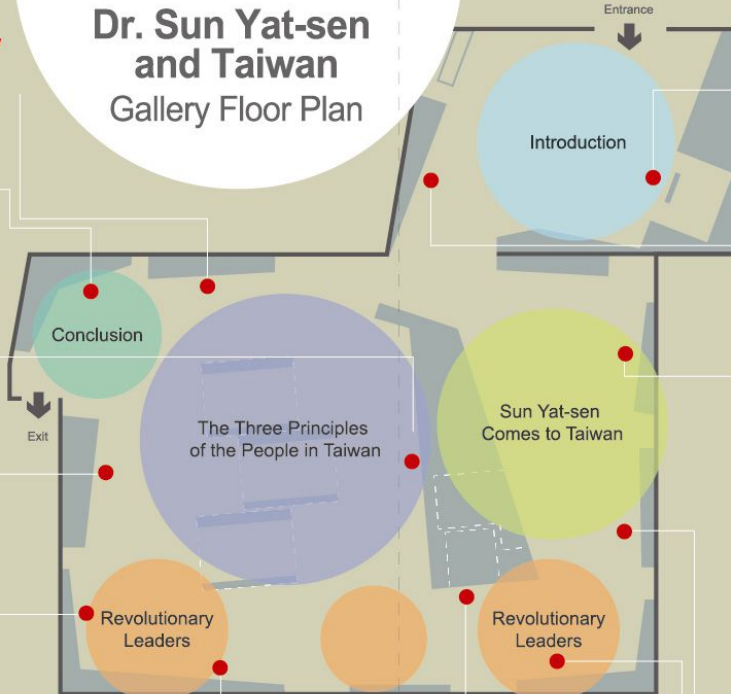 Dr. Sun Yat-sen
and Taiwan
Gallery Floor Plan
Entrance
Introduction
Conclusion
Exit
The Three Principles
of the People in Taiwan
Sun Yat-sen
Comes to Taiwan
Revolutionary
Leaders
Revolutionary
Leaders